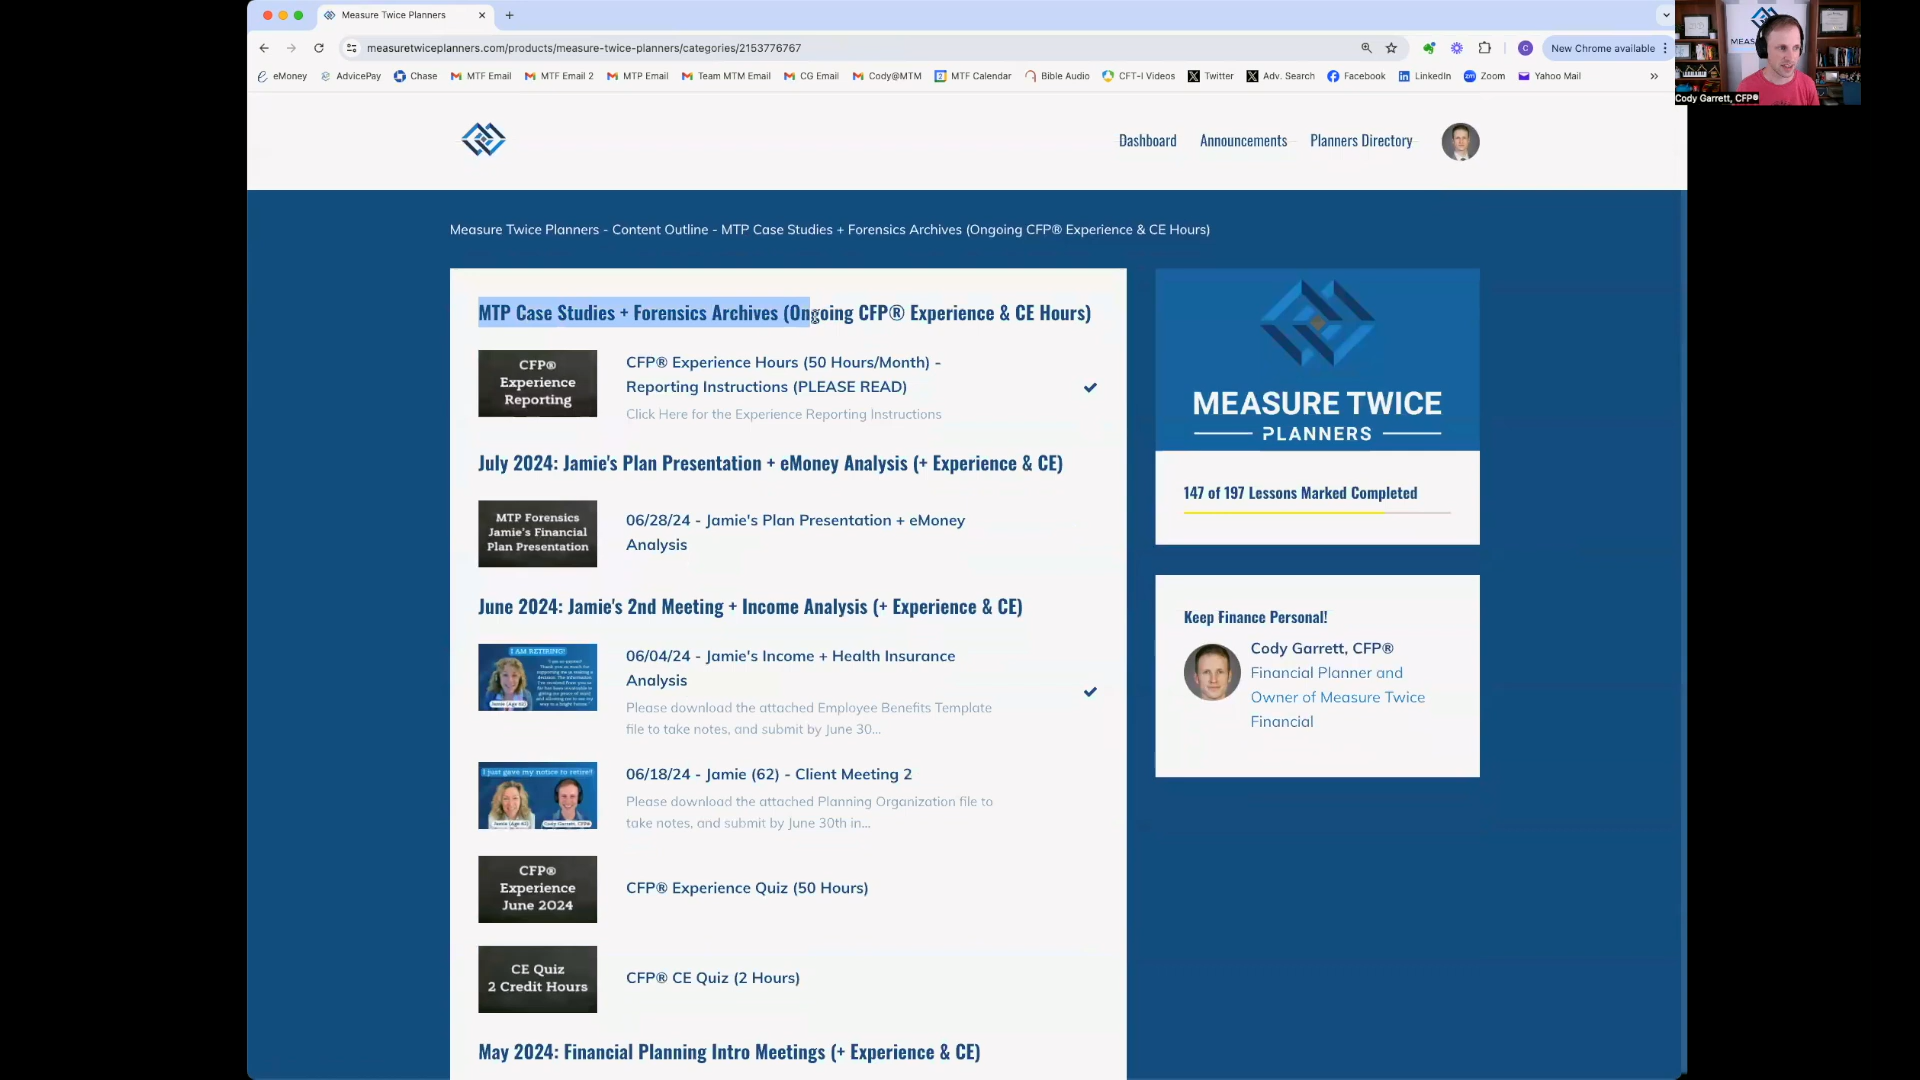 Measure Twice Planners
measuretwiceplanners.com/products/measure-twice-planners/categories/2153776767
New Chrome available
eMoney
AdvicePay
Chase
MTF Email
MTF Email 2
MTP Email
Team MTM Email
CG Email
Cody@MTM
MTF Calendar
Bible Audio
CFT-I Videos
Twitter
Adv. Search
Facebook
LinkedIn
Zoom
Yahoo Mail
Cody Garrett, CFP®
Dashboard
Announcements
Planners Directory
Measure Twice Planners - Content Outline - MTP Case Studies + Forensics Archives (Ongoing CFP® Experience & CE Hours)
MTP Case Studies + Forensics Archives (Ongoing CFP® Experience & CE Hours)
CFP®
Experience
Reporting
CFP® Experience Hours (50 Hours/Month) -
Reporting Instructions (PLEASE READ)
Click Here for the Experience Reporting Instructions
July 2024: Jamie's Plan Presentation + eMoney Analysis (+ Experience & CE)
MTP Forensics
Jamie's Financial
Plan Presentation
06/28/24 - Jamie's Plan Presentation + eMoney
Analysis
June 2024: Jamie's 2nd Meeting + Income Analysis (+ Experience & CE)
I AM RETIRING!
Jamie (Age 62)
06/04/24 - Jamie's Income + Health Insurance
Analysis
Please download the attached Employee Benefits Template
file to take notes, and submit by June 30...
I just gave my notice to retire!!
Jamie (Age 62)
Cody Garrett, CFP®
06/18/24 - Jamie (62) - Client Meeting 2
Please download the attached Planning Organization file to
take notes, and submit by June 30th in...
CFP®
Experience
June 2024
CFP® Experience Quiz (50 Hours)
CE Quiz
2 Credit Hours
CFP® CE Quiz (2 Hours)
May 2024: Financial Planning Intro Meetings (+ Experience & CE)
MEASURE TWICE
PLANNERS
147 of 197 Lessons Marked Completed
Keep Finance Personal!
Cody Garrett, CFP®
Financial Planner and
Owner of Measure Twice
Financial